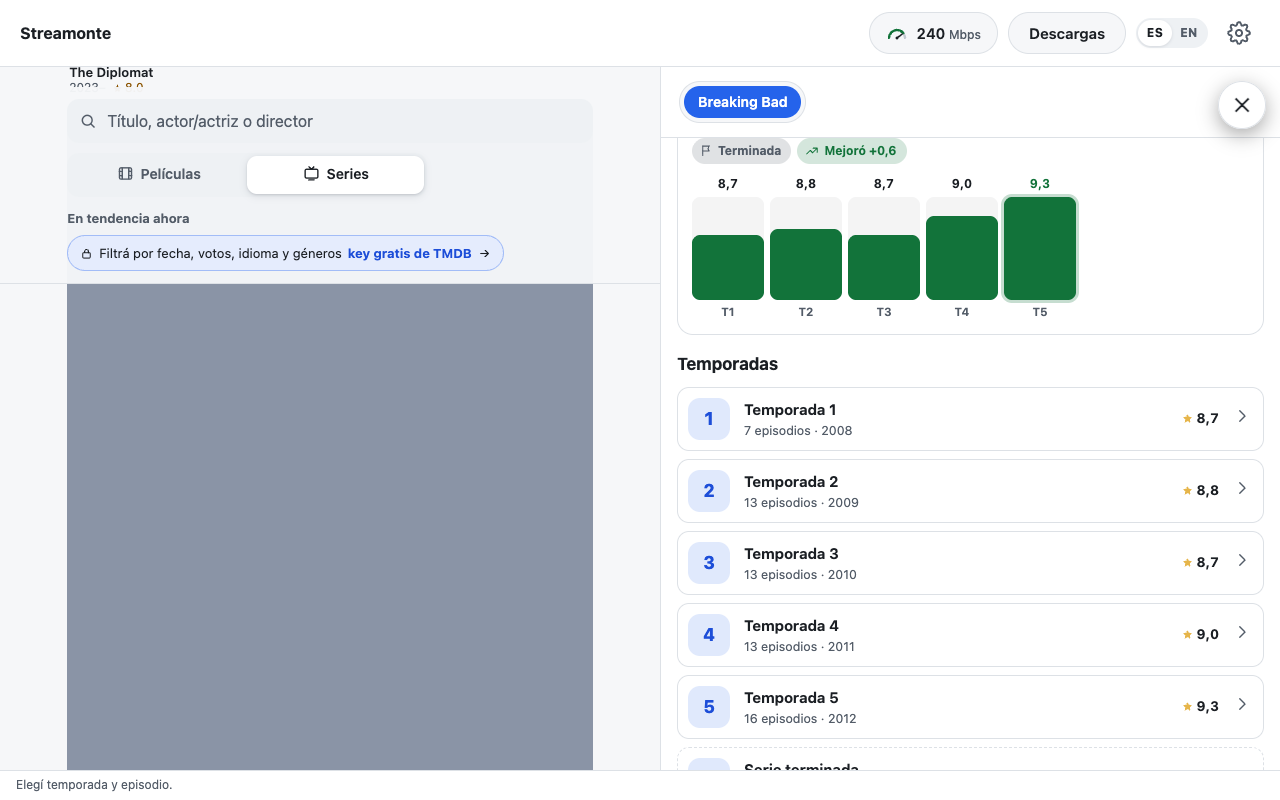 Streamonte
240 Mbps
Descargas
ES
EN
The Diplomat
2023 ★ 8,0
Título, actor/actriz o director
Películas
Series
En tendencia ahora
Filtrá por fecha, votos, idioma y géneros key gratis de TMDB →
Breaking Bad
Terminada
Mejoró +0,6
8,7
8,8
8,7
9,0
9,3
T1
T2
T3
T4
T5
Temporadas
1
Temporada 1
7 episodios · 2008
★ 8,7
2
Temporada 2
13 episodios · 2009
★ 8,8
3
Temporada 3
13 episodios · 2010
★ 8,7
4
Temporada 4
13 episodios · 2011
★ 9,0
5
Temporada 5
16 episodios · 2012
★ 9,3
Serie terminada
Elegí temporada y episodio.